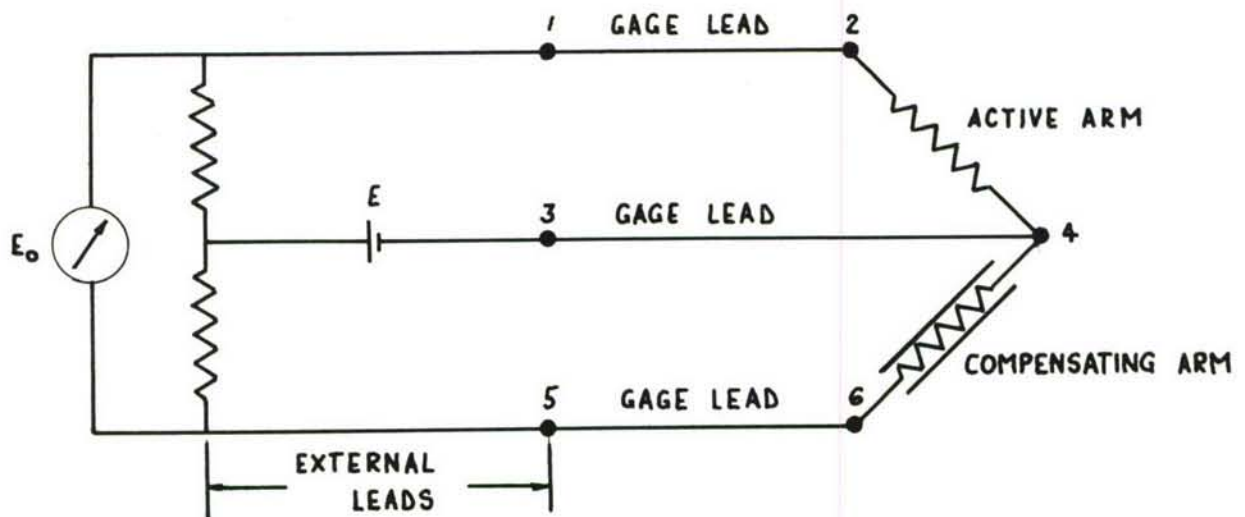 1 GAGE LEAD 2
ACTIVE ARM
E
3 GAGE LEAD
4
Eo
COMPENSATING ARM
5 GAGE LEAD 6
EXTERNAL
LEADS